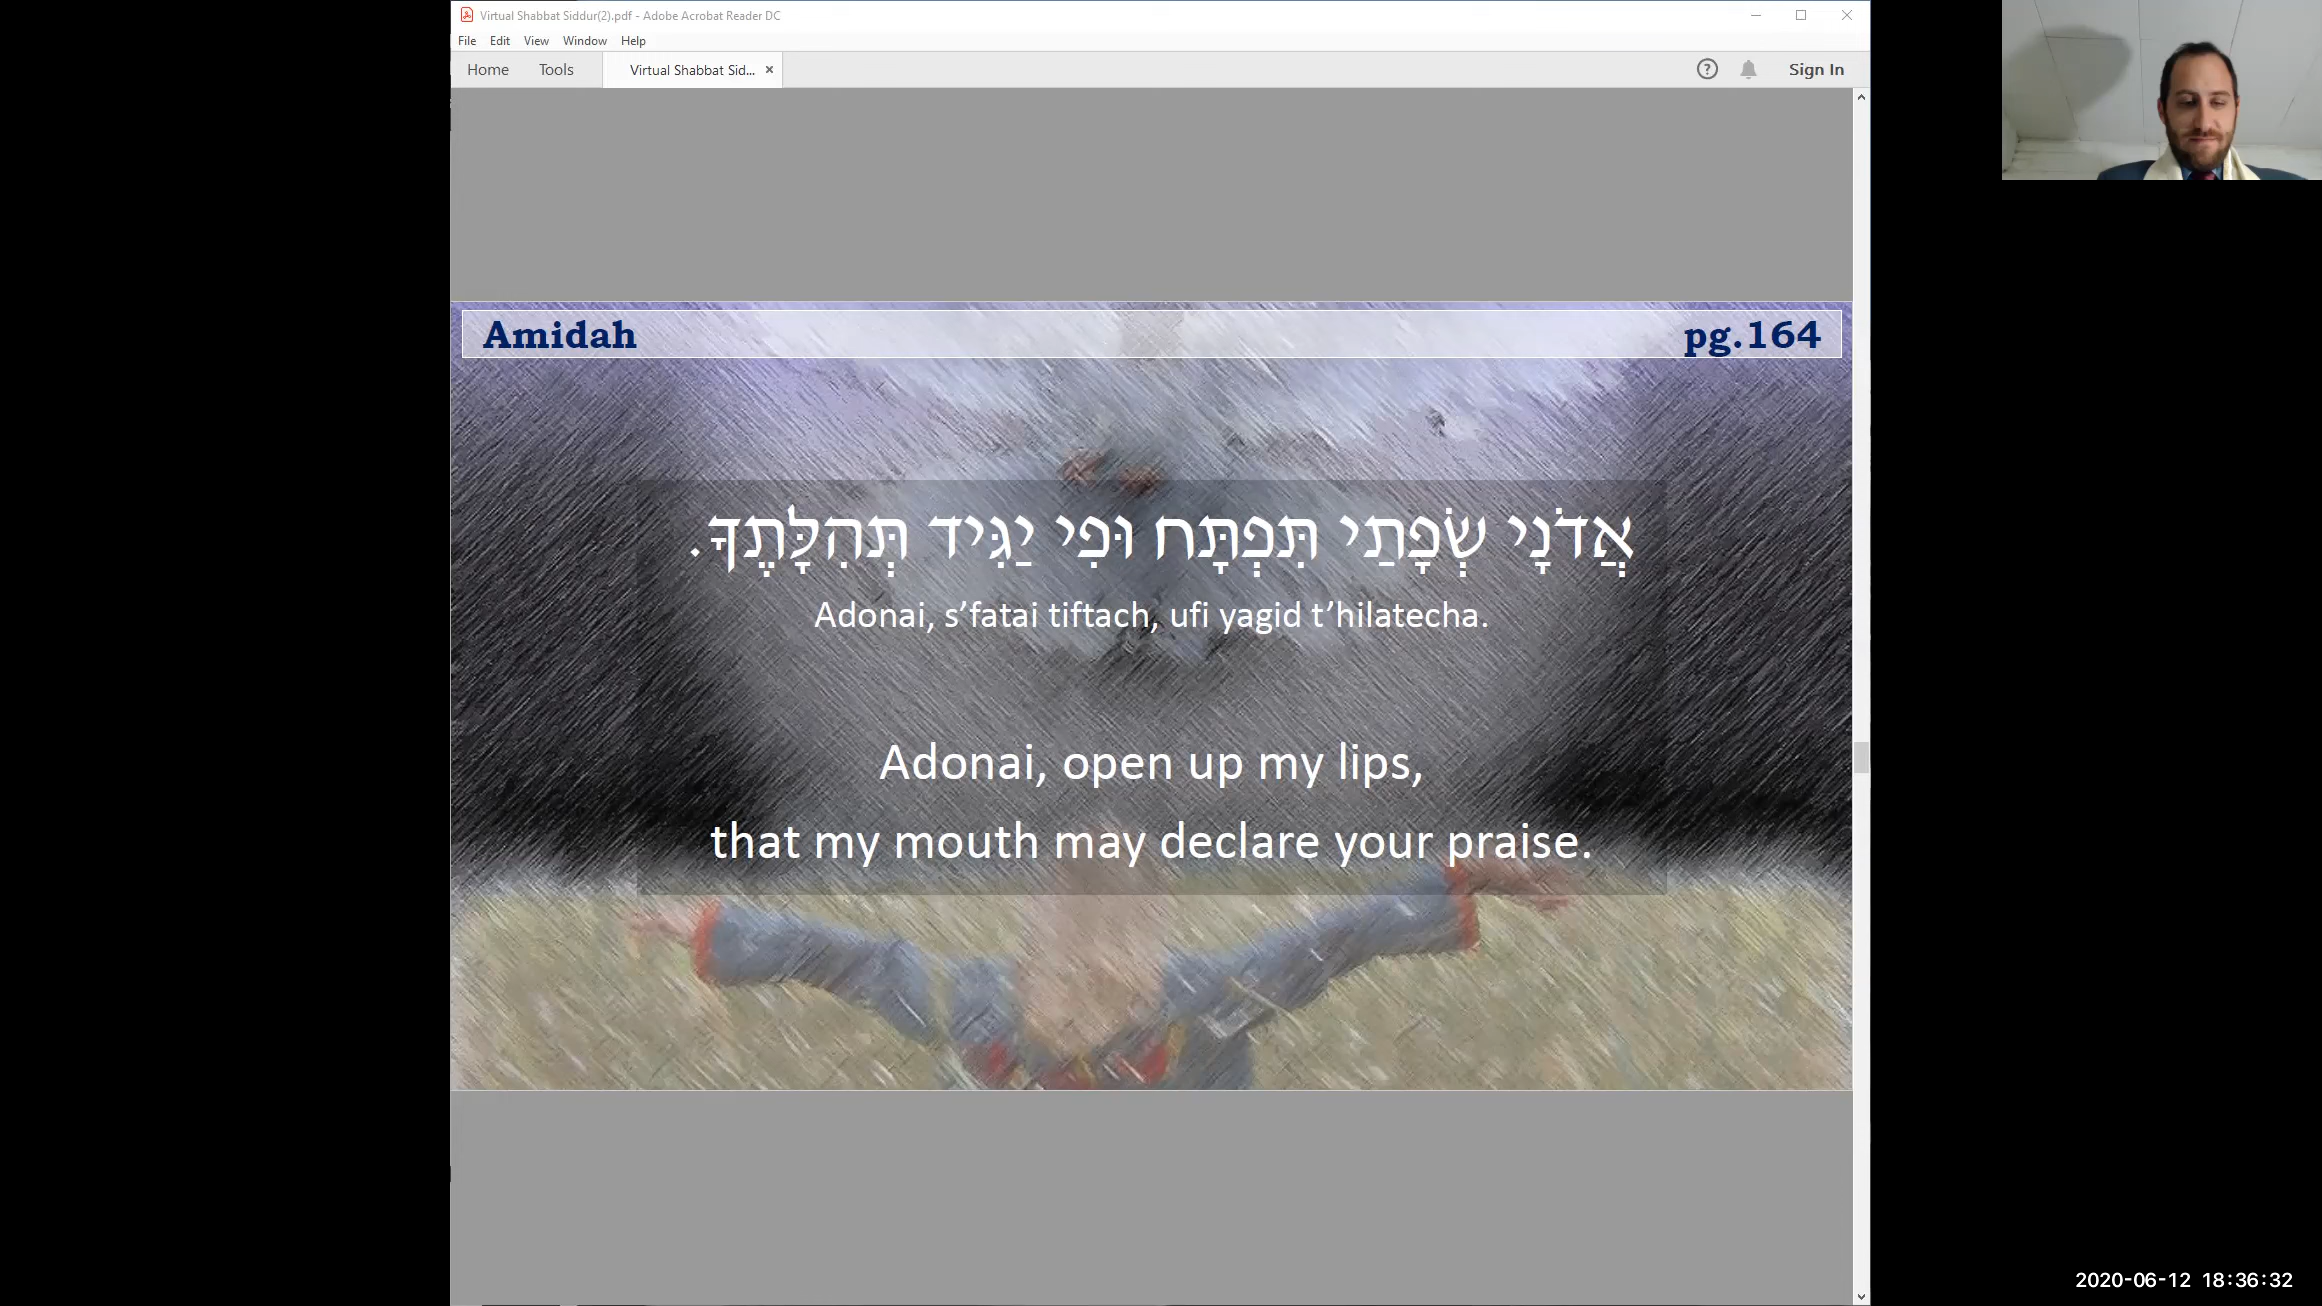 Virtual Shabbat Siddur(2).pdf - Adobe Acrobat Reader DC
File Edit View Window Help
Home Tools Virtual Shabbat Sid... × ? Sign In
Amidah pg.164
אֲדֹנָי שְׂפָתַי תִּפְתָּח וּפִי יַגִּיד תְּהִלָּתֶךָ.
Adonai, s’fatai tiftach, ufi yagid t’hilatecha.
Adonai, open up my lips,
that my mouth may declare your praise.
2020-06-12 18:36:32